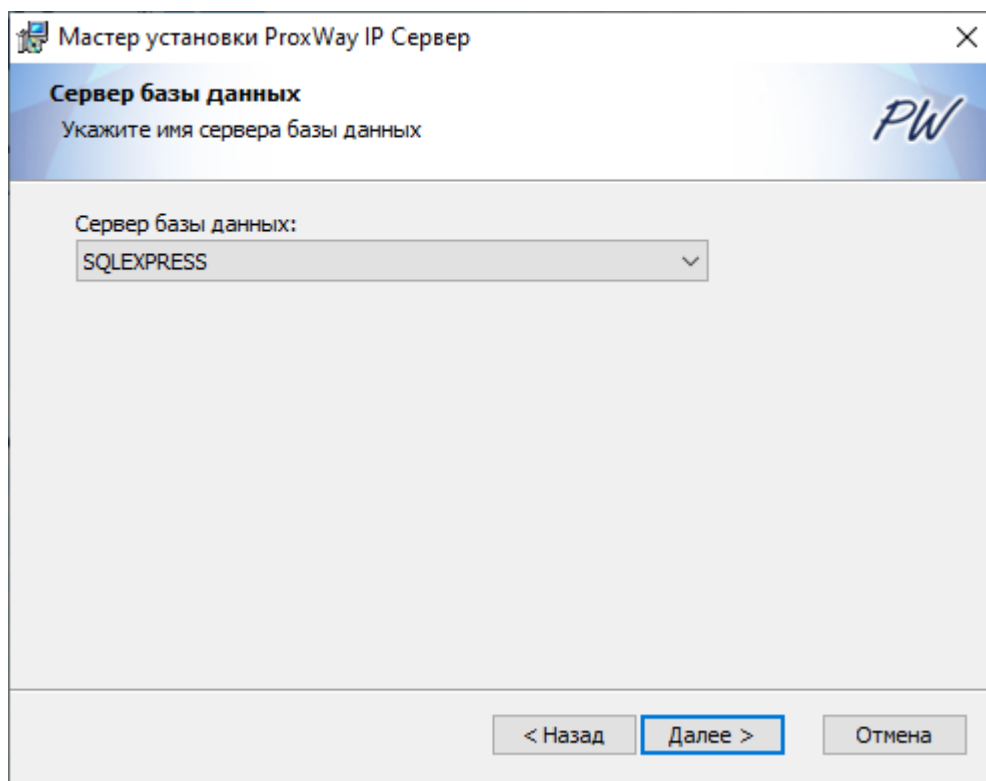 Мастер установки ProxWay IP Сервер
Сервер базы данных
Укажите имя сервера базы данных
PW
Сервер базы данных:
SQLEXPRESS
< Назад
Далее >
Отмена